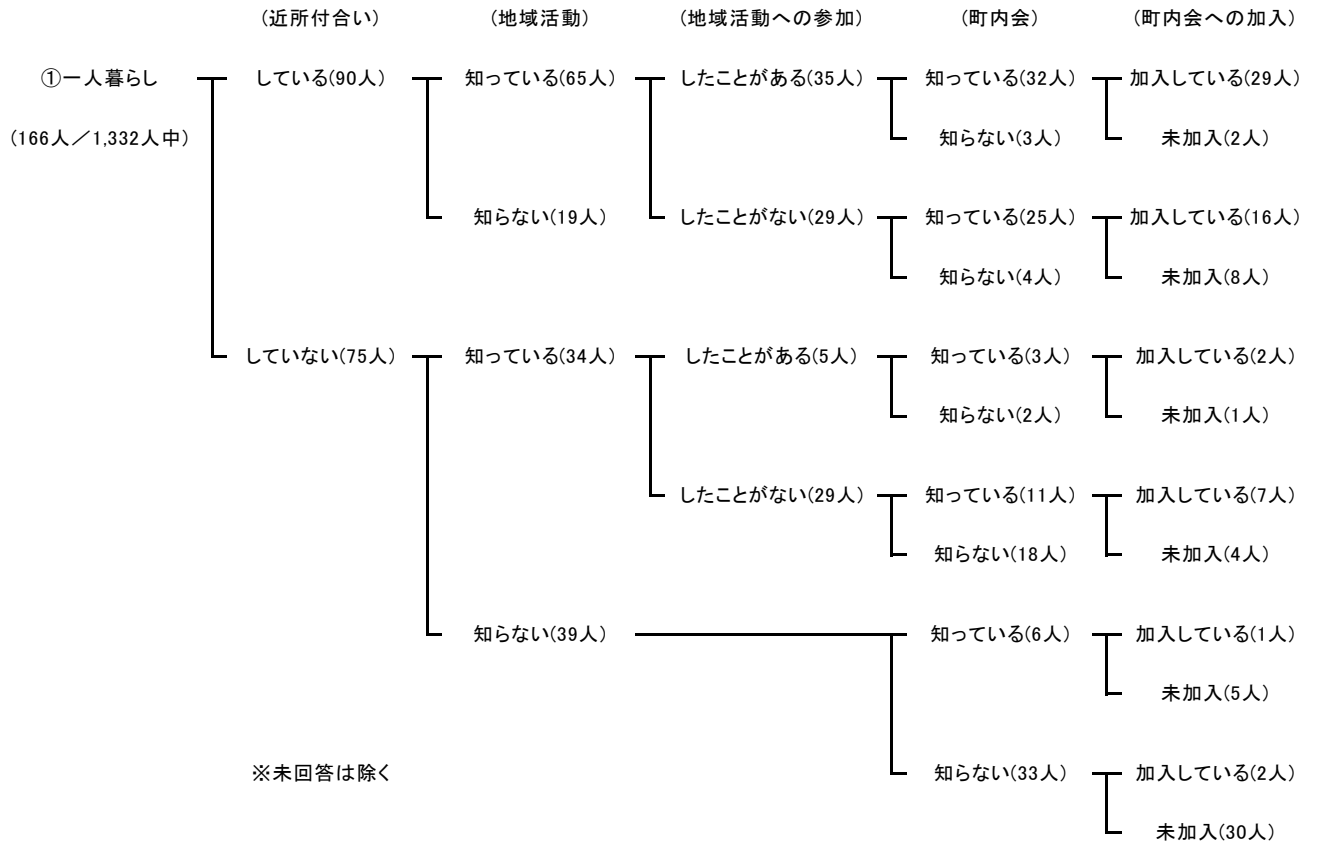 (近所付合い) (地域活動) (地域活動への参加) (町内会) (町内会への加入)
①一人暮らし している(90人) 知っている(65人) したことがある(35人) 知っている(32人) 加入している(29人)
(166人／1,332人中) 知らない(3人) 未加入(2人)
知らない(19人) したことがない(29人) 知っている(25人) 加入している(16人)
知らない(4人) 未加入(8人)
していない(75人) 知っている(34人) したことがある(5人) 知っている(3人) 加入している(2人)
知らない(2人) 未加入(1人)
したことがない(29人) 知っている(11人) 加入している(7人)
知らない(18人) 未加入(4人)
知らない(39人) 知っている(6人) 加入している(1人)
未加入(5人)
※未回答は除く 知らない(33人) 加入している(2人)
未加入(30人)